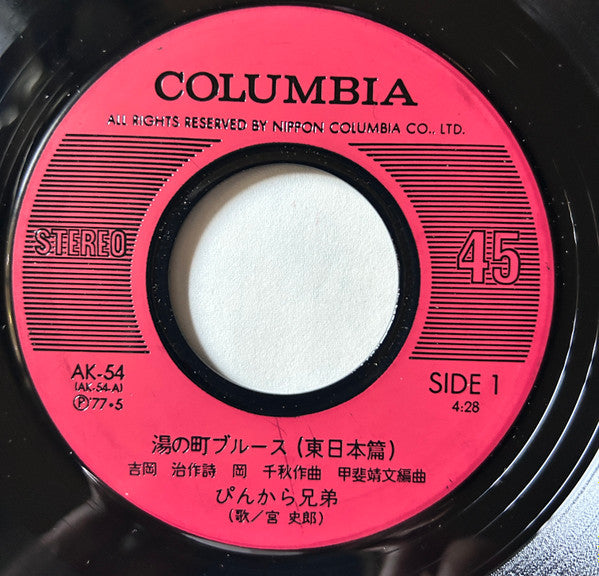 COLUMBIA
ALL RIGHTS RESERVED BY NIPPON COLUMBIA CO., LTD.
STEREO
45
AK-54
(AK-54-A)
Ⓟ'77•5
SIDE 1
4:28
湯の町ブルース (東日本篇)
吉岡 治作詩 岡 千秋作曲 甲斐靖文編曲
ぴんから兄弟
(歌/宮 史郎)